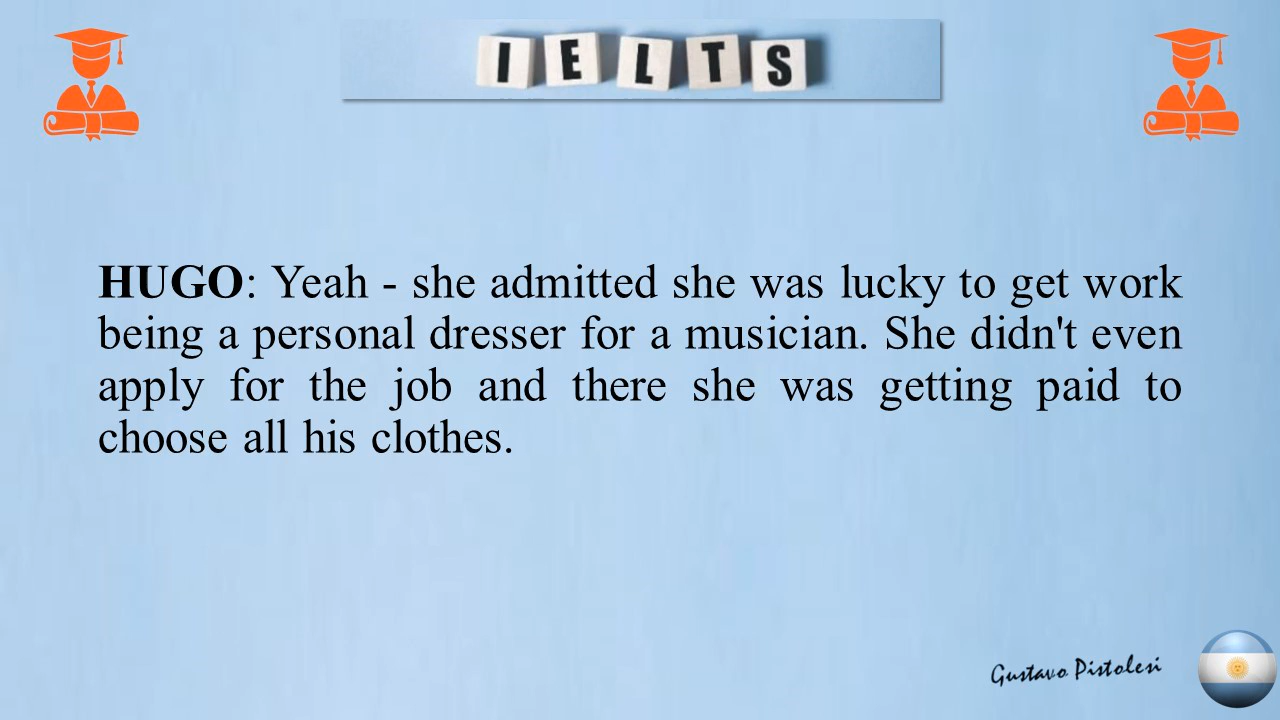 IELTS
HUGO: Yeah - she admitted she was lucky to get work
being a personal dresser for a musician. She didn't even
apply for the job and there she was getting paid to
choose all his clothes.
Gustavo Pistolesi